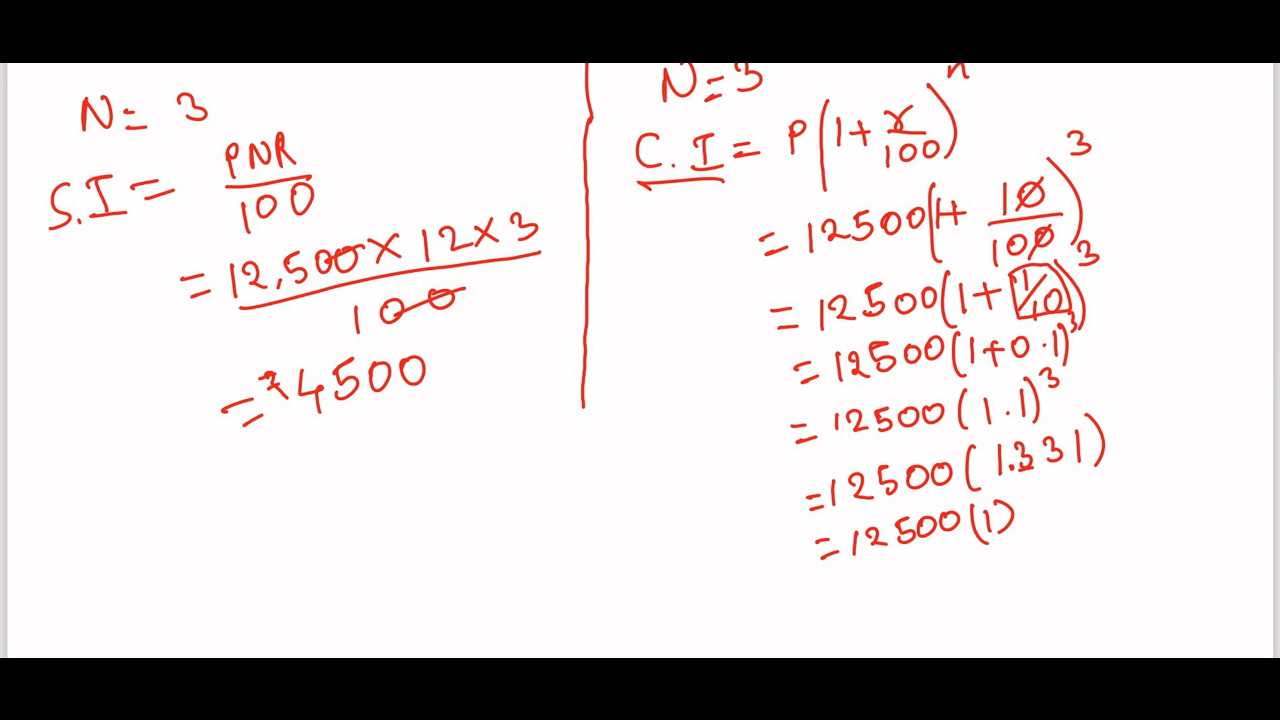 N= 3
S.I = PNR/100
= 12,500 × 12 × 3/100
= ₹4500
N=3
C.I = P(1+r/100)^n
= 12500(1+ 10/100)^3
= 12500(1+ 1/10)^3
= 12500(1+0.1)^3
= 12500(1.1)^3
=12500(1.331)
=12500(1)